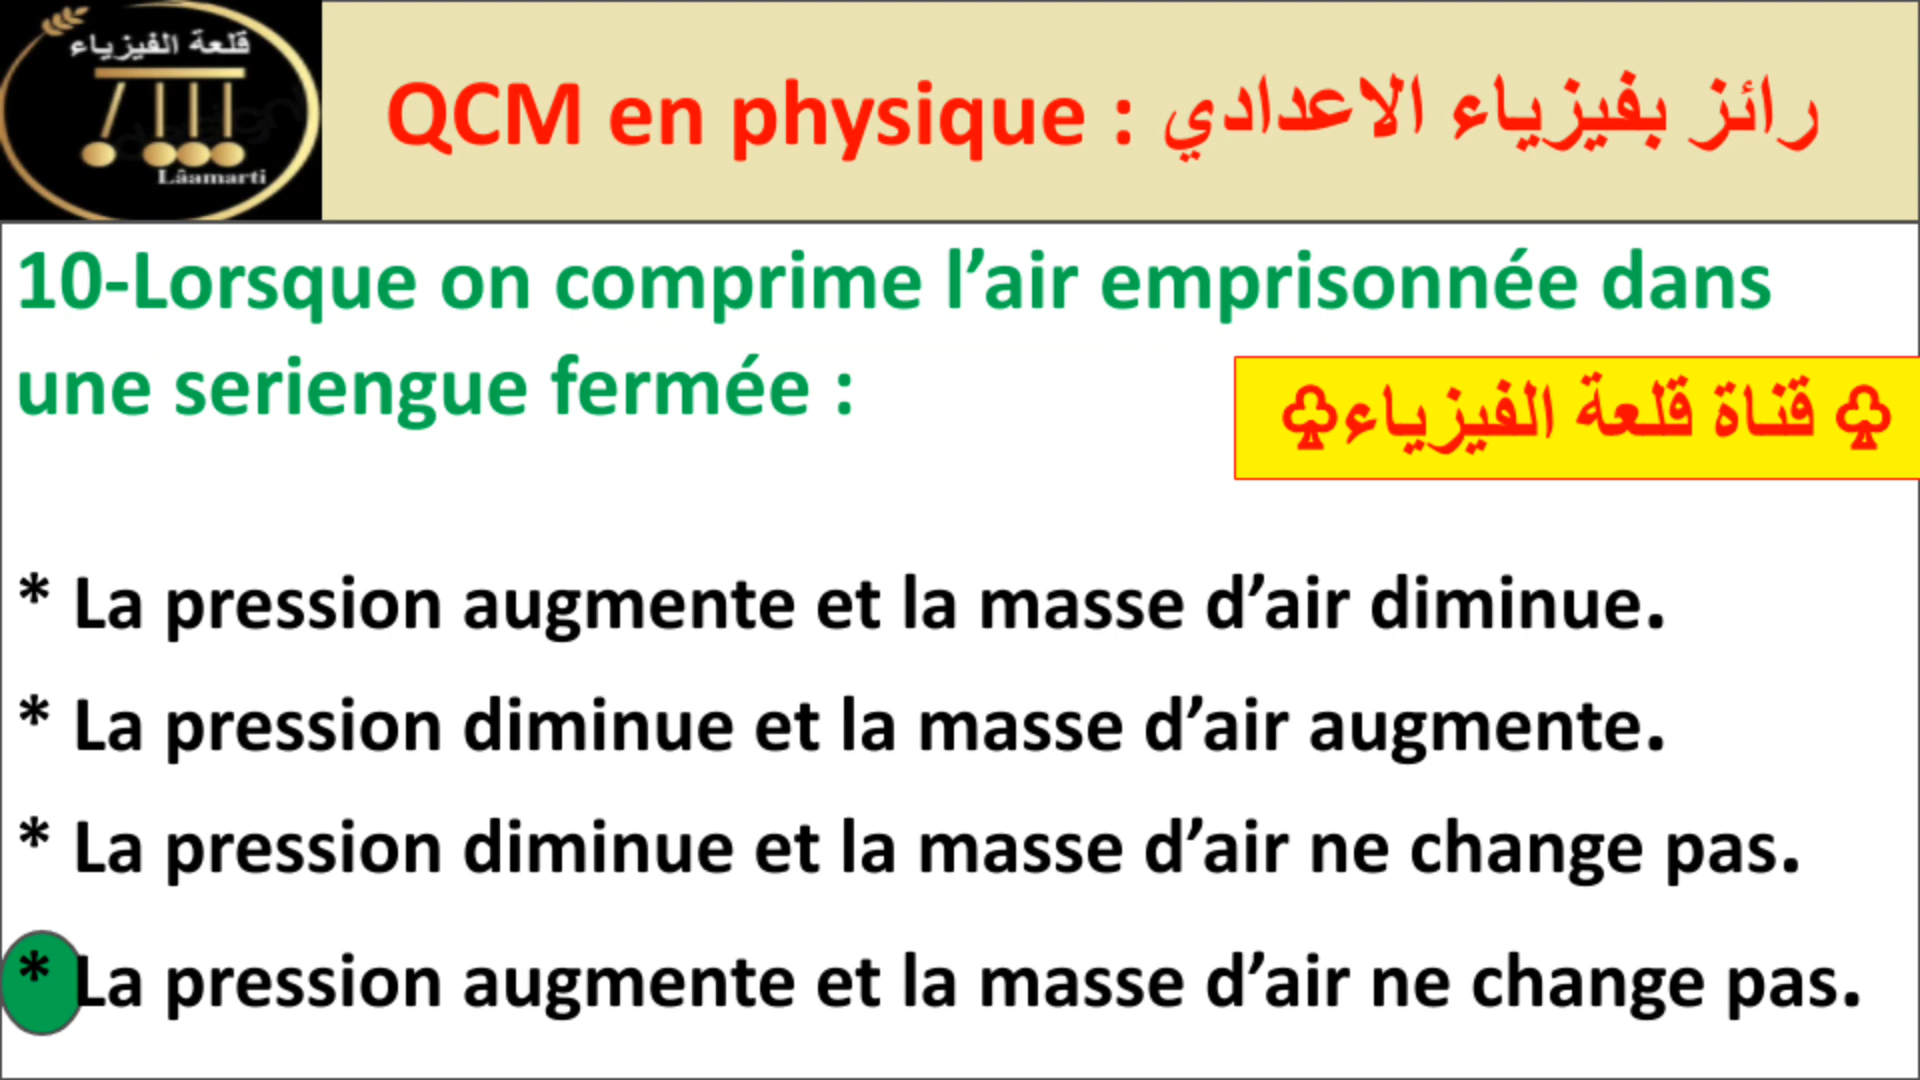 قلعة الفيزياء
Lâamarti
QCM en physique : رائز بفيزياء الاعدادي
10-Lorsque on comprime l’air emprisonnée dans
une seriengue fermée :
♧ قناة قلعة الفيزياء♧
* La pression augmente et la masse d’air diminue.
* La pression diminue et la masse d’air augmente.
* La pression diminue et la masse d’air ne change pas.
* La pression augmente et la masse d’air ne change pas.